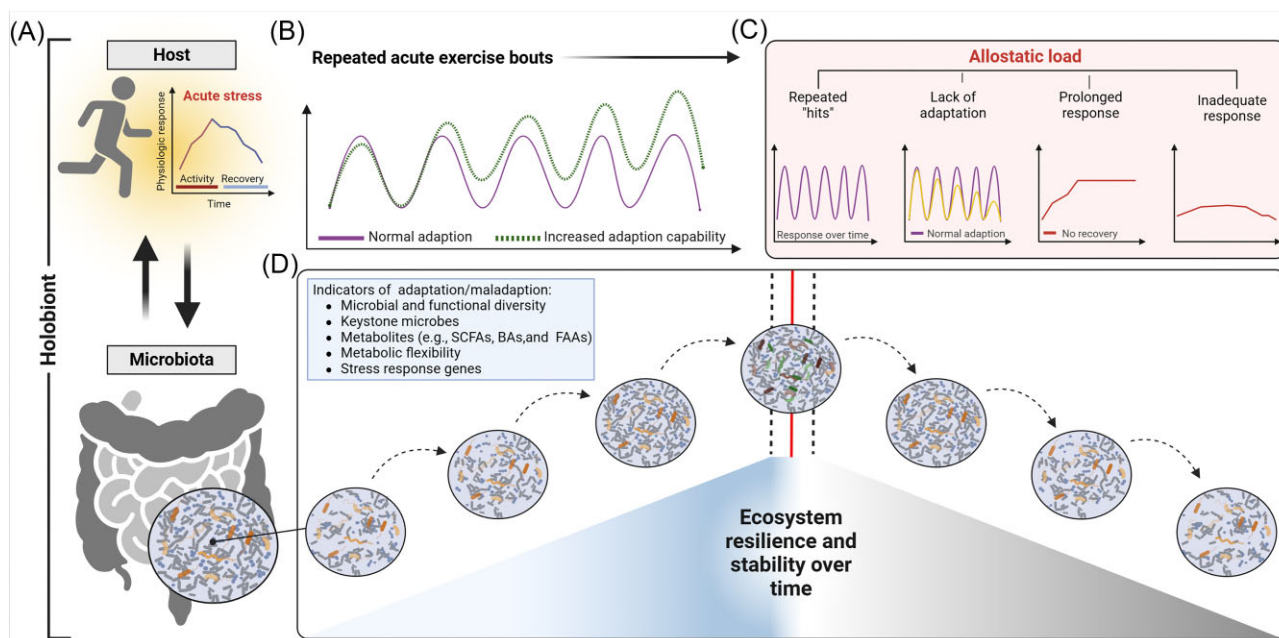 (A)
Host
Acute stress
Physiologic response
Activity
Recovery
Time
Holobiont
Microbiota
(B)
Repeated acute exercise bouts
Normal adaption
Increased adaption capability
(C)
Allostatic load
Repeated
"hits"
Lack of
adaptation
Prolonged
response
Inadequate
response
Response over time
Normal adaption
No recovery
(D)
Indicators of adaptation/maladaption:
• Microbial and functional diversity
• Keystone microbes
• Metabolites (e.g., SCFAs, BAs,and FAAs)
• Metabolic flexibility
• Stress response genes
Ecosystem
resilience and
stability over
time